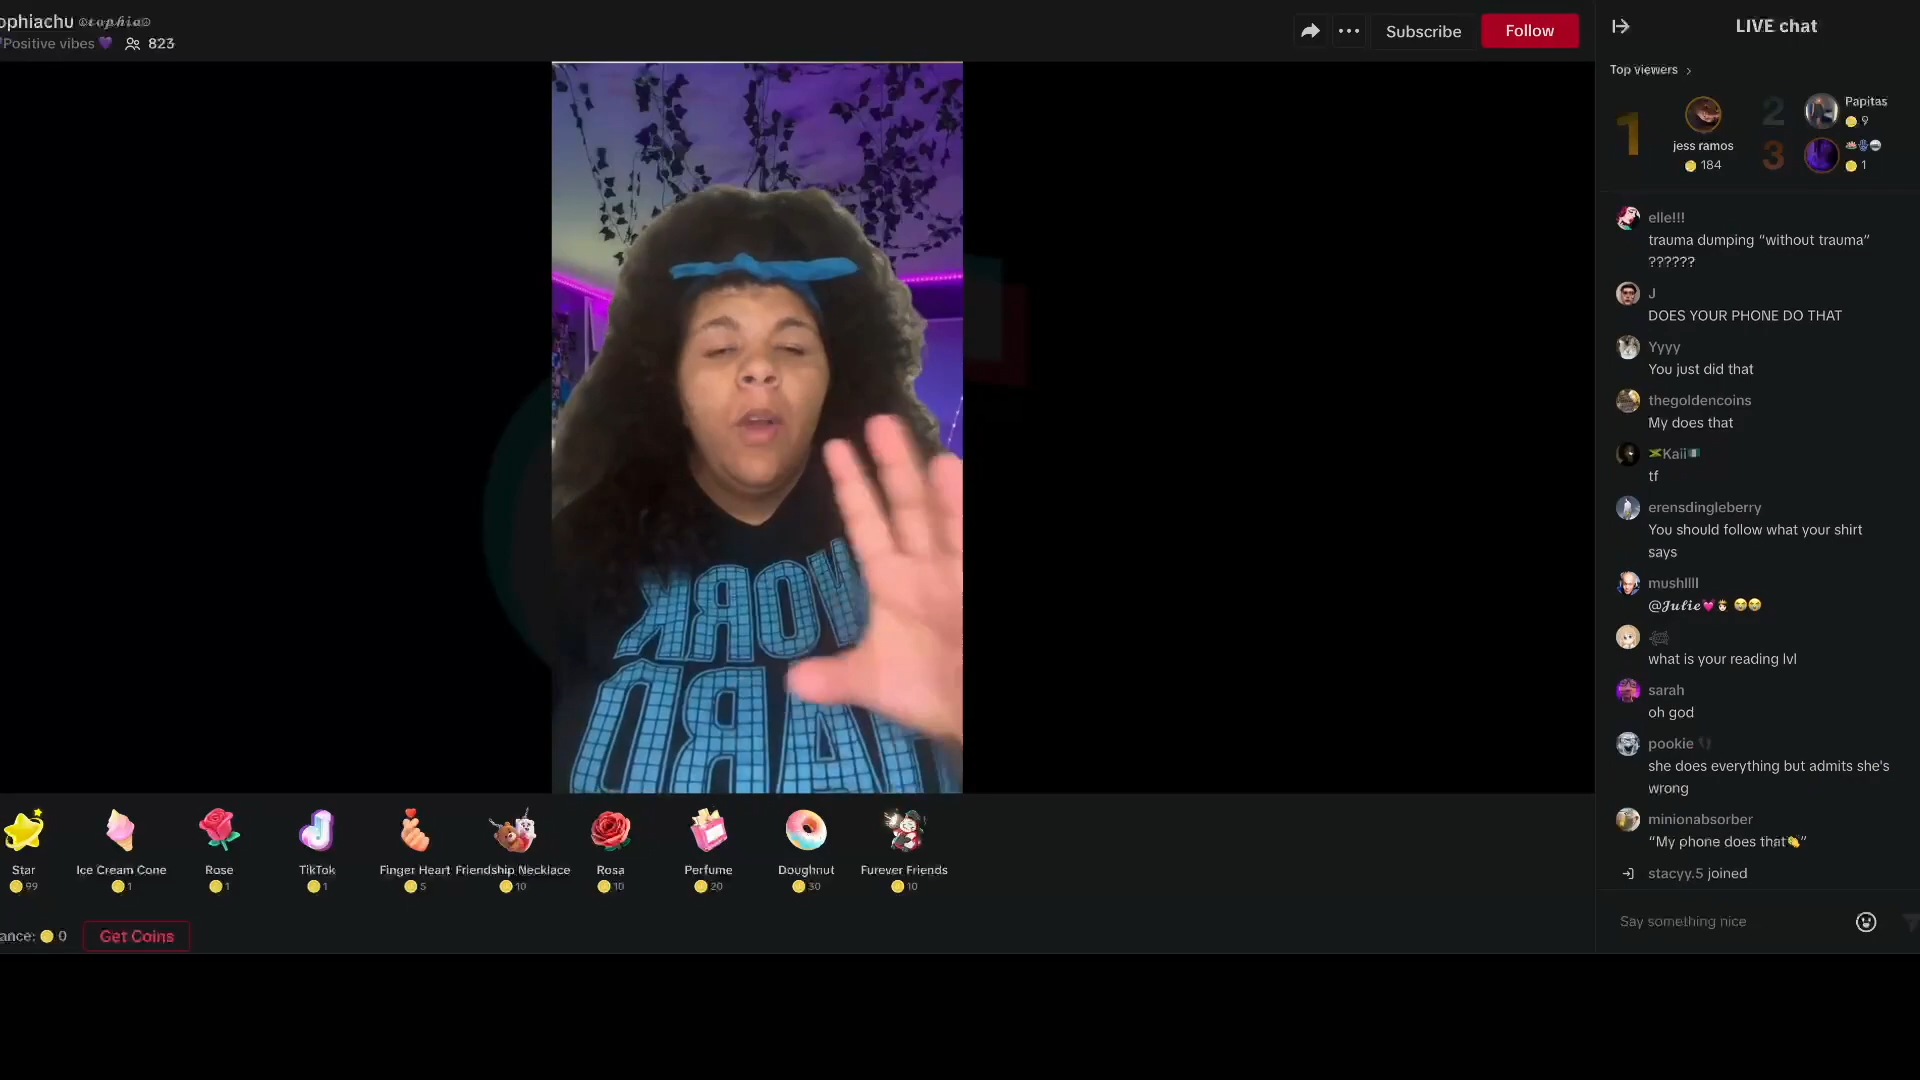 ophiachu @𝓽𝓸𝓹𝓱𝓲𝓪
Positive vibes 💜 823
Subscribe
Follow
LIVE chat
Top viewers
1
jess ramos
184
2
Papitas
9
3
1
elle!!!
trauma dumping “without trauma”
??????
J
DOES YOUR PHONE DO THAT
Yyyy
You just did that
thegoldencoins
My does that
Kaii
tf
erensdingleberry
You should follow what your shirt
says
mushllll
@𝓙𝓾𝓵𝓲𝓮💓 😭😭
what is your reading lvl
sarah
oh god
pookie
she does everything but admits she's
wrong
minionabsorber
“My phone does that👏”
stacyy.5 joined
Say something nice
WORK
HARD
Star
99
Ice Cream Cone
1
Rose
1
TikTok
1
Finger Heart
5
Friendship Necklace
10
Rosa
10
Perfume
20
Doughnut
30
Furever Friends
10
ance: 0
Get Coins